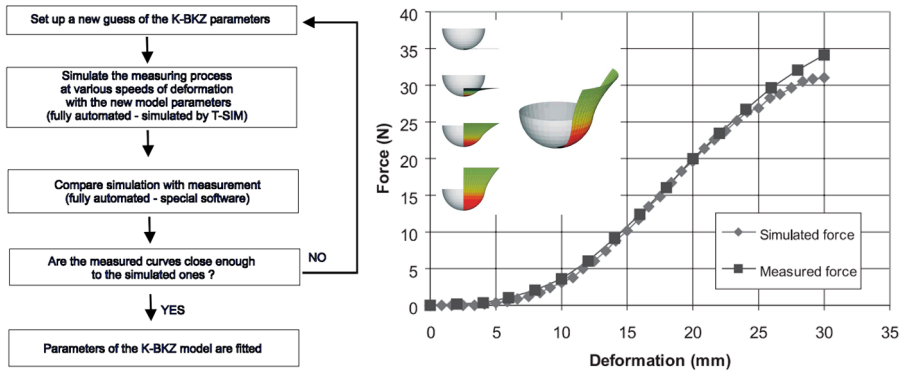 Set up a new guess of the K-BKZ parameters
Simulate the measuring process
at various speeds of deformation
with the new model parameters
(fully automated - simulated by T-SIM)
Compare simulation with measurement
(fully automated - special software)
Are the measured curves close enough
to the simulated ones ?
NO
YES
Parameters of the K-BKZ model are fitted
Force (N)
40
35
30
25
20
15
10
5
0
Simulated force
Measured force
0 5 10 15 20 25 30 35
Deformation (mm)